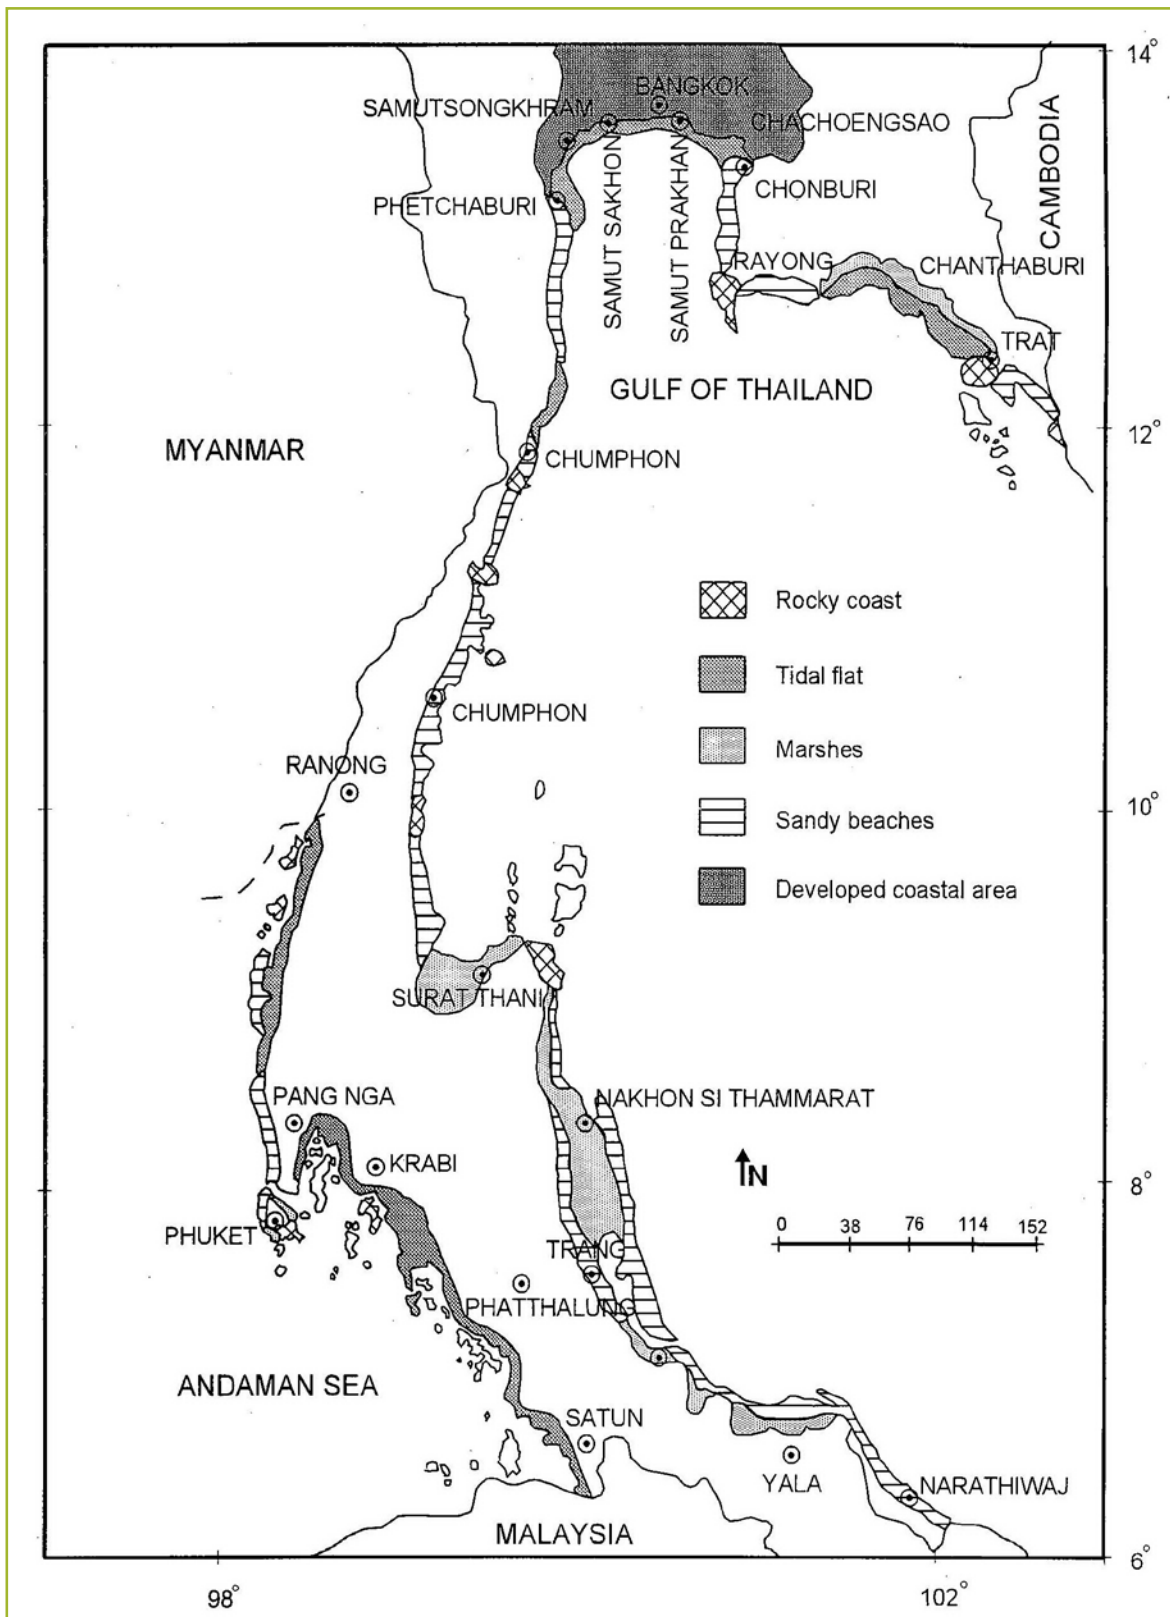 14°
BANGKOK
SAMUTSONGKHRAM
CHACHOENGSAO
CAMBODIA
SAMUT SAKHON
SAMUT PRAKHAN
CHONBURI
PHETCHABURI
RAYONG
CHANTHABURI
TRAT
GULF OF THAILAND
12°
MYANMAR
CHUMPHON
Rocky coast
Tidal flat
CHUMPHON
Marshes
RANONG
10°
Sandy beaches
Developed coastal area
SURAT THANI
PANG NGA
NAKHON SI THAMMARAT
KRABI
N
8°
0 38 76 114 152
PHUKET
TRANG
PHATTHALUNG
ANDAMAN SEA
SATUN
YALA
NARATHIWAJ
MALAYSIA
6°
98°
102°